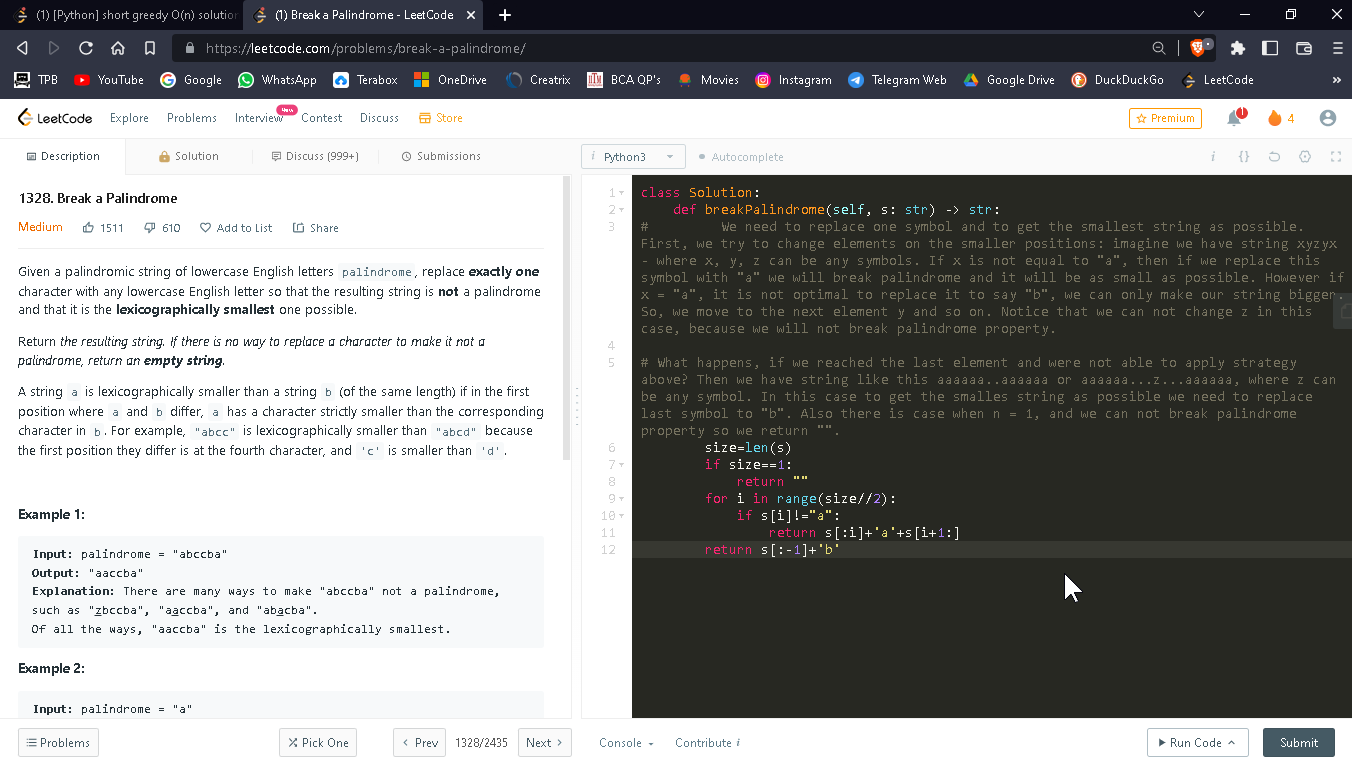 (1) [Python] short greedy O(n) solution
(1) Break a Palindrome - LeetCode
https://leetcode.com/problems/break-a-palindrome/
TPB YouTube Google WhatsApp Terabox OneDrive Creatrix BCA QP's Movies Instagram Telegram Web Google Drive DuckDuckGo LeetCode »
LeetCode Explore Problems Interview New Contest Discuss Store Premium 1 4
Description Solution Discuss (999+) Submissions
i Python3 Autocomplete i {}
1328. Break a Palindrome
Medium 1511 610 Add to List Share
Given a palindromic string of lowercase English letters palindrome, replace exactly one
character with any lowercase English letter so that the resulting string is not a palindrome
and that it is the lexicographically smallest one possible.
Return the resulting string. If there is no way to replace a character to make it not a
palindrome, return an empty string.
A string a is lexicographically smaller than a string b (of the same length) if in the first
position where a and b differ, a has a character strictly smaller than the corresponding
character in b. For example, "abcc" is lexicographically smaller than "abcd" because
the first position they differ is at the fourth character, and 'c' is smaller than 'd'.
Example 1:
Input: palindrome = "abccba"
Output: "aaccba"
Explanation: There are many ways to make "abccba" not a palindrome,
such as "zbccba", "aaccba", and "abacba".
Of all the ways, "aaccba" is the lexicographically smallest.
Example 2:
Input: palindrome = "a"
1 class Solution:
2 def breakPalindrome(self, s: str) -> str:
3 # We need to replace one symbol and to get the smallest string as possible.
First, we try to change elements on the smaller positions: imagine we have string xyzyx
- where x, y, z can be any symbols. If x is not equal to "a", then if we replace this
symbol with "a" we will break palindrome and it will be as small as possible. However if
x = "a", it is not optimal to replace it to say "b", we can only make our string bigger.
So, we move to the next element y and so on. Notice that we can not change z in this
case, because we will not break palindrome property.
4
5 # What happens, if we reached the last element and were not able to apply strategy
above? Then we have string like this aaaaaa..aaaaaa or aaaaaa...z...aaaaaa, where z can
be any symbol. In this case to get the smalles string as possible we need to replace
last symbol to "b". Also there is case when n = 1, and we can not break palindrome
property so we return "".
6 size=len(s)
7 if size==1:
8 return ""
9 for i in range(size//2):
10 if s[i]!="a":
11 return s[:i]+'a'+s[i+1:]
12 return s[:-1]+'b'
Problems Pick One Prev 1328/2435 Next Console Contribute i Run Code Submit